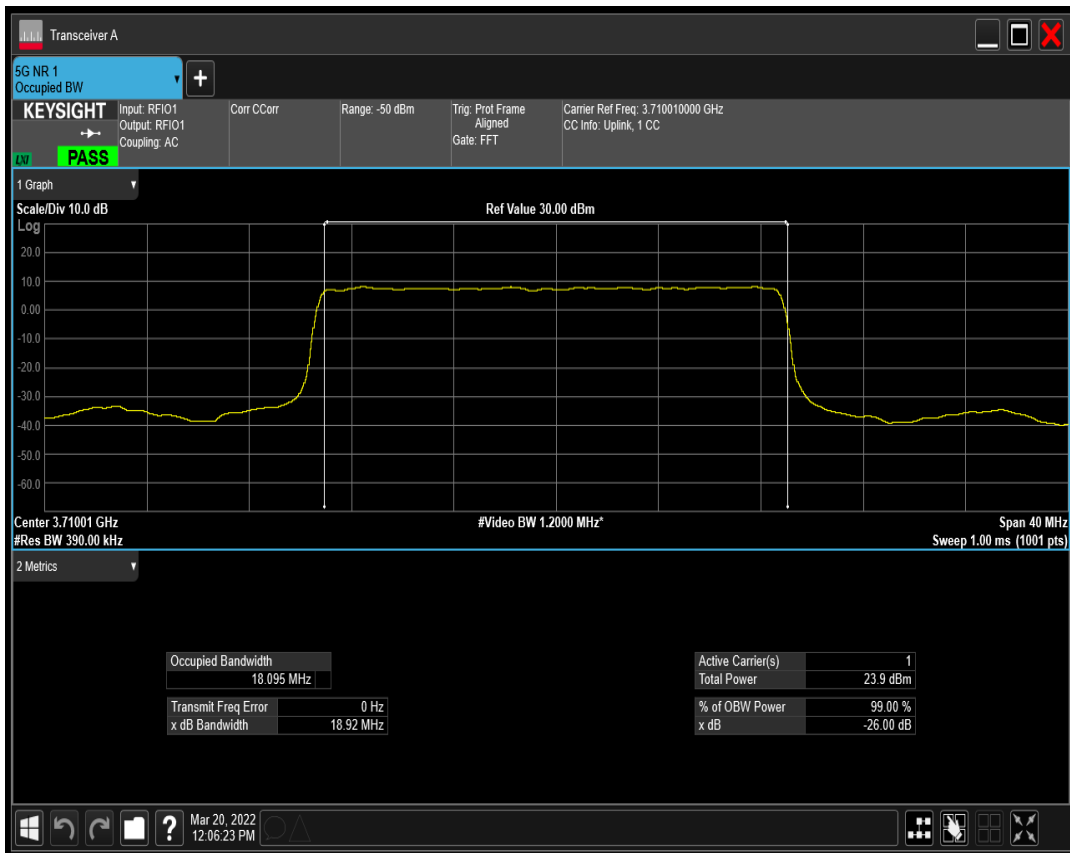 Transceiver A
5G NR 1
Occupied BW
+
KEYSIGHT
LXI
PASS
Input: RFIO1
Output: RFIO1
Coupling: AC
Corr CCorr
Range: -50 dBm
Trig: Prot Frame
Aligned
Gate: FFT
Carrier Ref Freq: 3.710010000 GHz
CC Info: Uplink, 1 CC
1 Graph
Scale/Div 10.0 dB
Ref Value 30.00 dBm
Log
20.0
10.0
0.00
-10.0
-20.0
-30.0
-40.0
-50.0
-60.0
Center 3.71001 GHz
#Video BW 1.2000 MHz*
Span 40 MHz
#Res BW 390.00 kHz
Sweep 1.00 ms (1001 pts)
2 Metrics
Occupied Bandwidth
18.095 MHz
Transmit Freq Error 0 Hz
x dB Bandwidth 18.92 MHz
Active Carrier(s) 1
Total Power 23.9 dBm
% of OBW Power 99.00 %
x dB -26.00 dB
?
Mar 20, 2022
12:06:23 PM